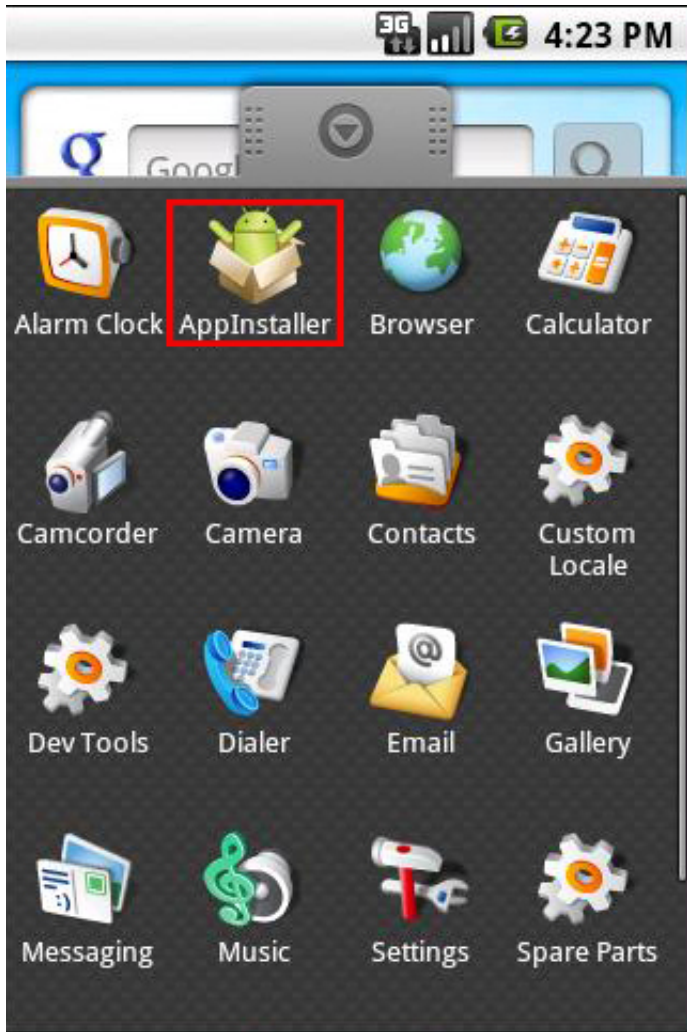 3G 4:23 PM
Goog
Alarm Clock AppInstaller Browser Calculator
Camcorder Camera Contacts Custom
Locale
Dev Tools Dialer Email Gallery
Messaging Music Settings Spare Parts